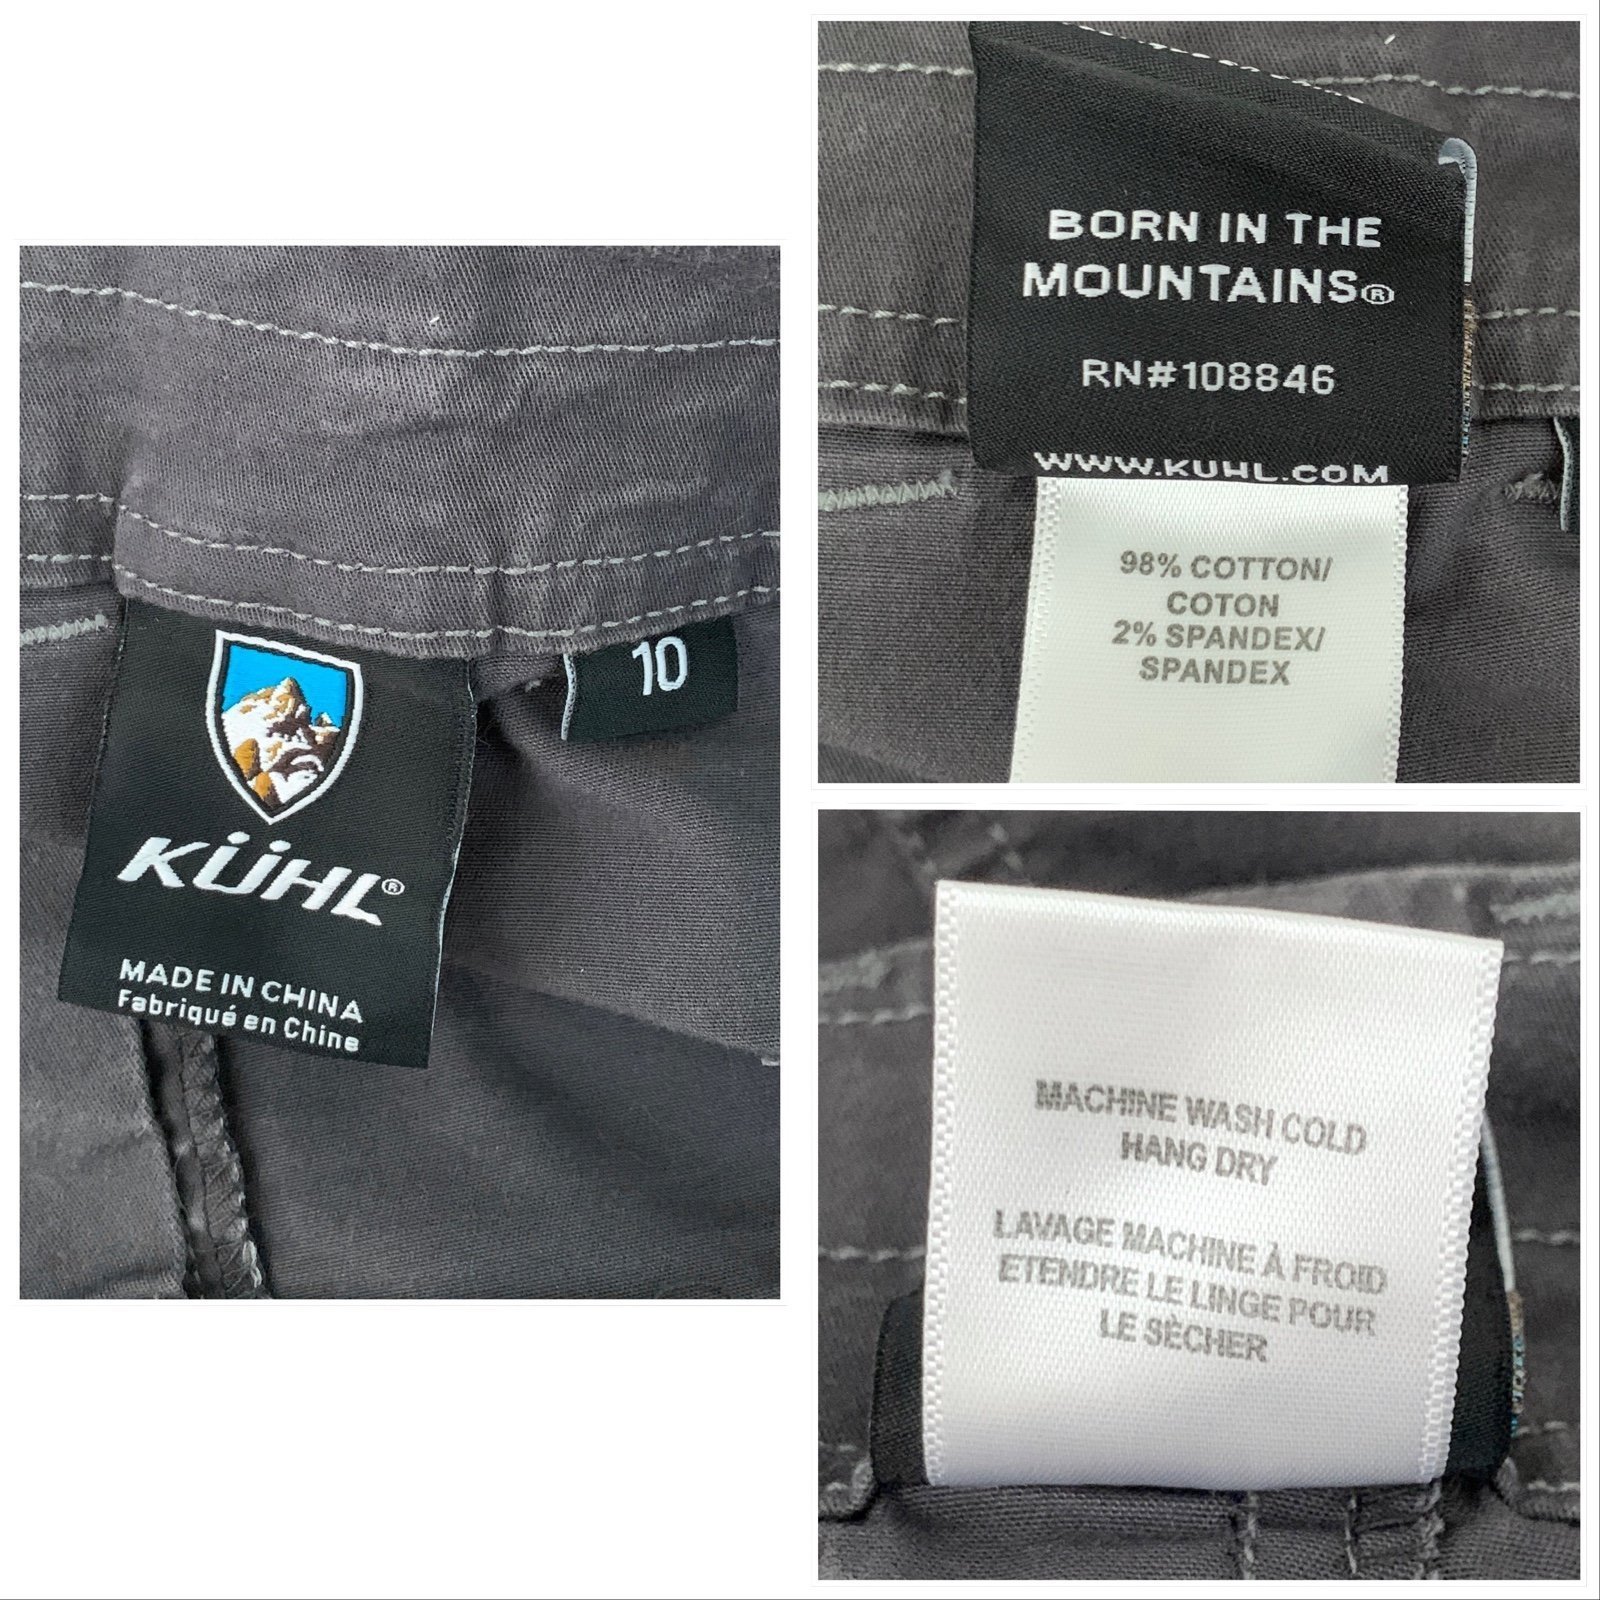 KÜHL®
MADE IN CHINA
Fabriqué en Chine
10
BORN IN THE
MOUNTAINS®
RN#108846
WWW.KUHL.COM
98% COTTON/
COTON
2% SPANDEX/
SPANDEX
MACHINE WASH COLD
HANG DRY
LAVAGE MACHINE À FROID
ETENDRE LE LINGE POUR
LE SÈCHER